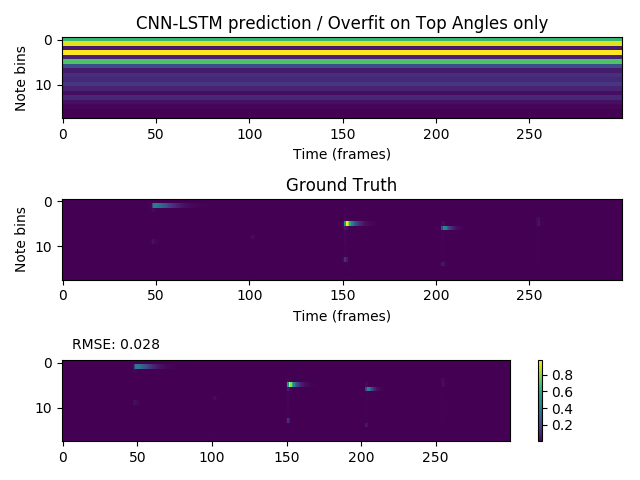 CNN-LSTM prediction / Overfit on Top Angles only
0
10
Note bins
0 50 100 150 200 250
Time (frames)
Ground Truth
0
10
Note bins
0 50 100 150 200 250
Time (frames)
RMSE: 0.028
0
10
0 50 100 150 200 250
0.8
0.6
0.4
0.2